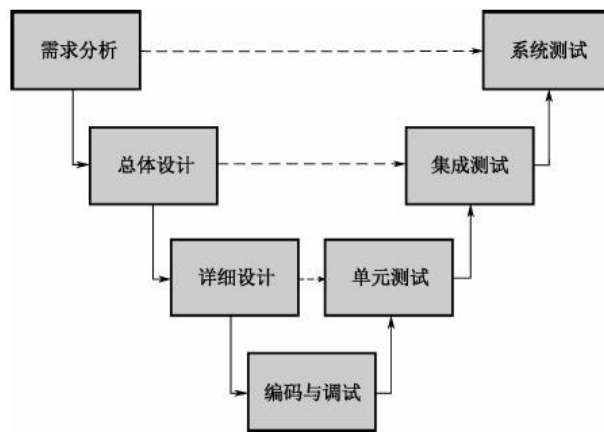 需求分析
系统测试
总体设计
集成测试
详细设计
单元测试
编码与调试